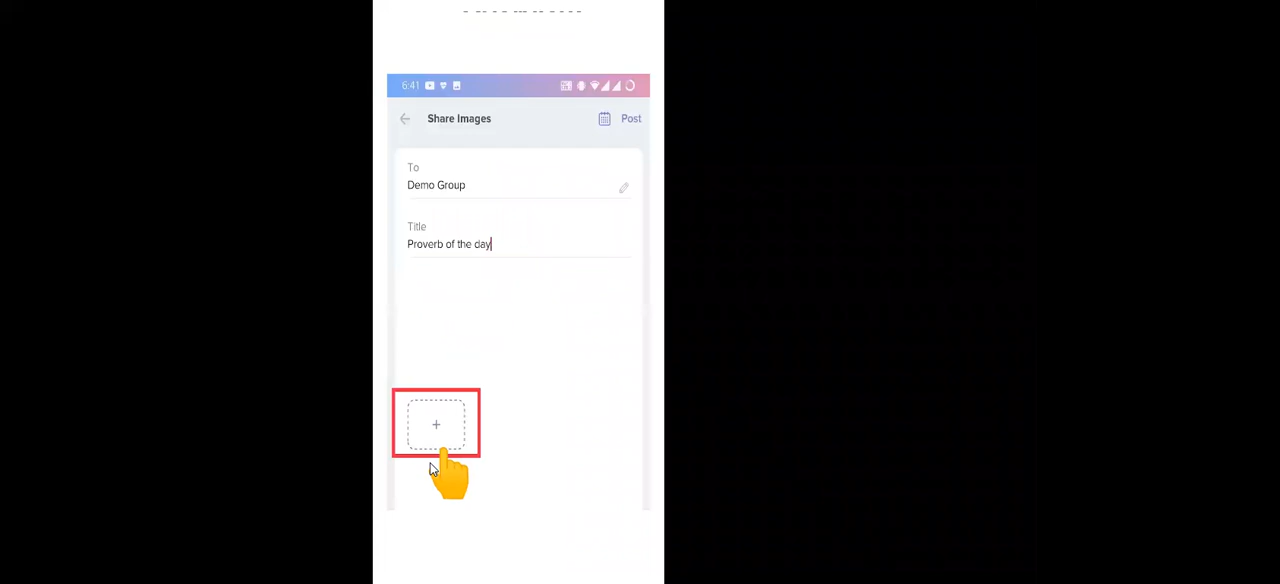 6:41
Share Images
Post
To
Demo Group
Title
Proverb of the day
+